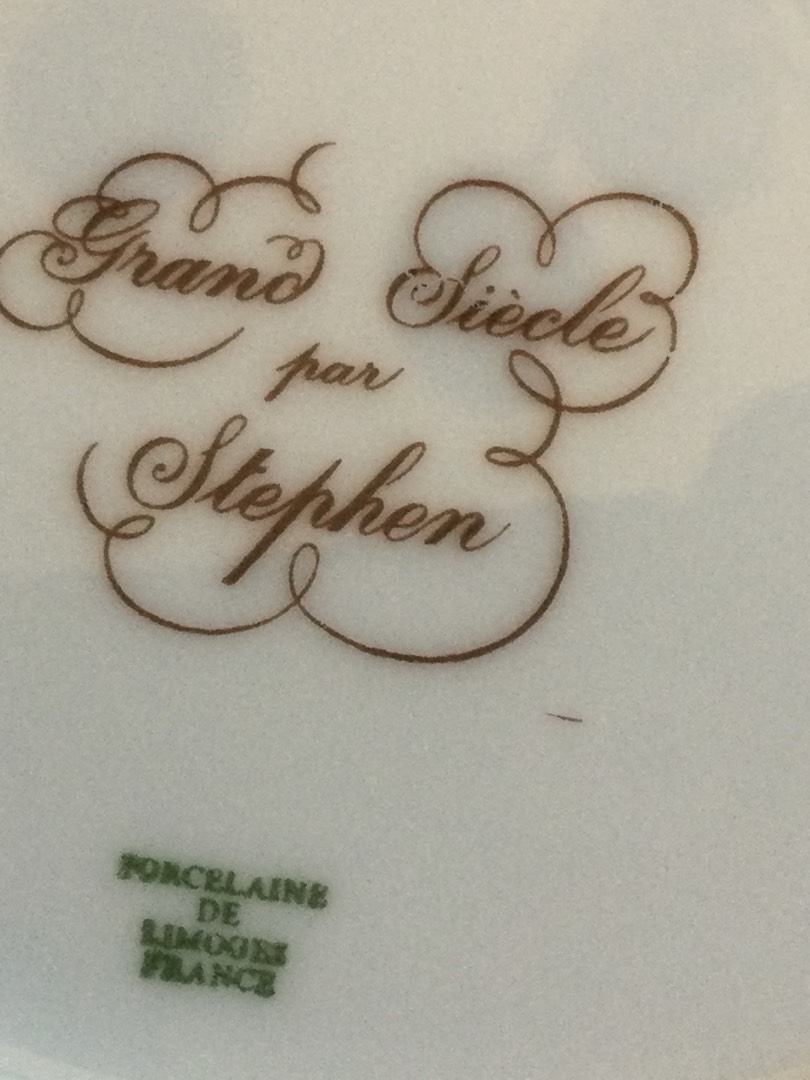 Grand Siècle
par
Stephen
PORCELAINE
DE
LIMOGES
FRANCE